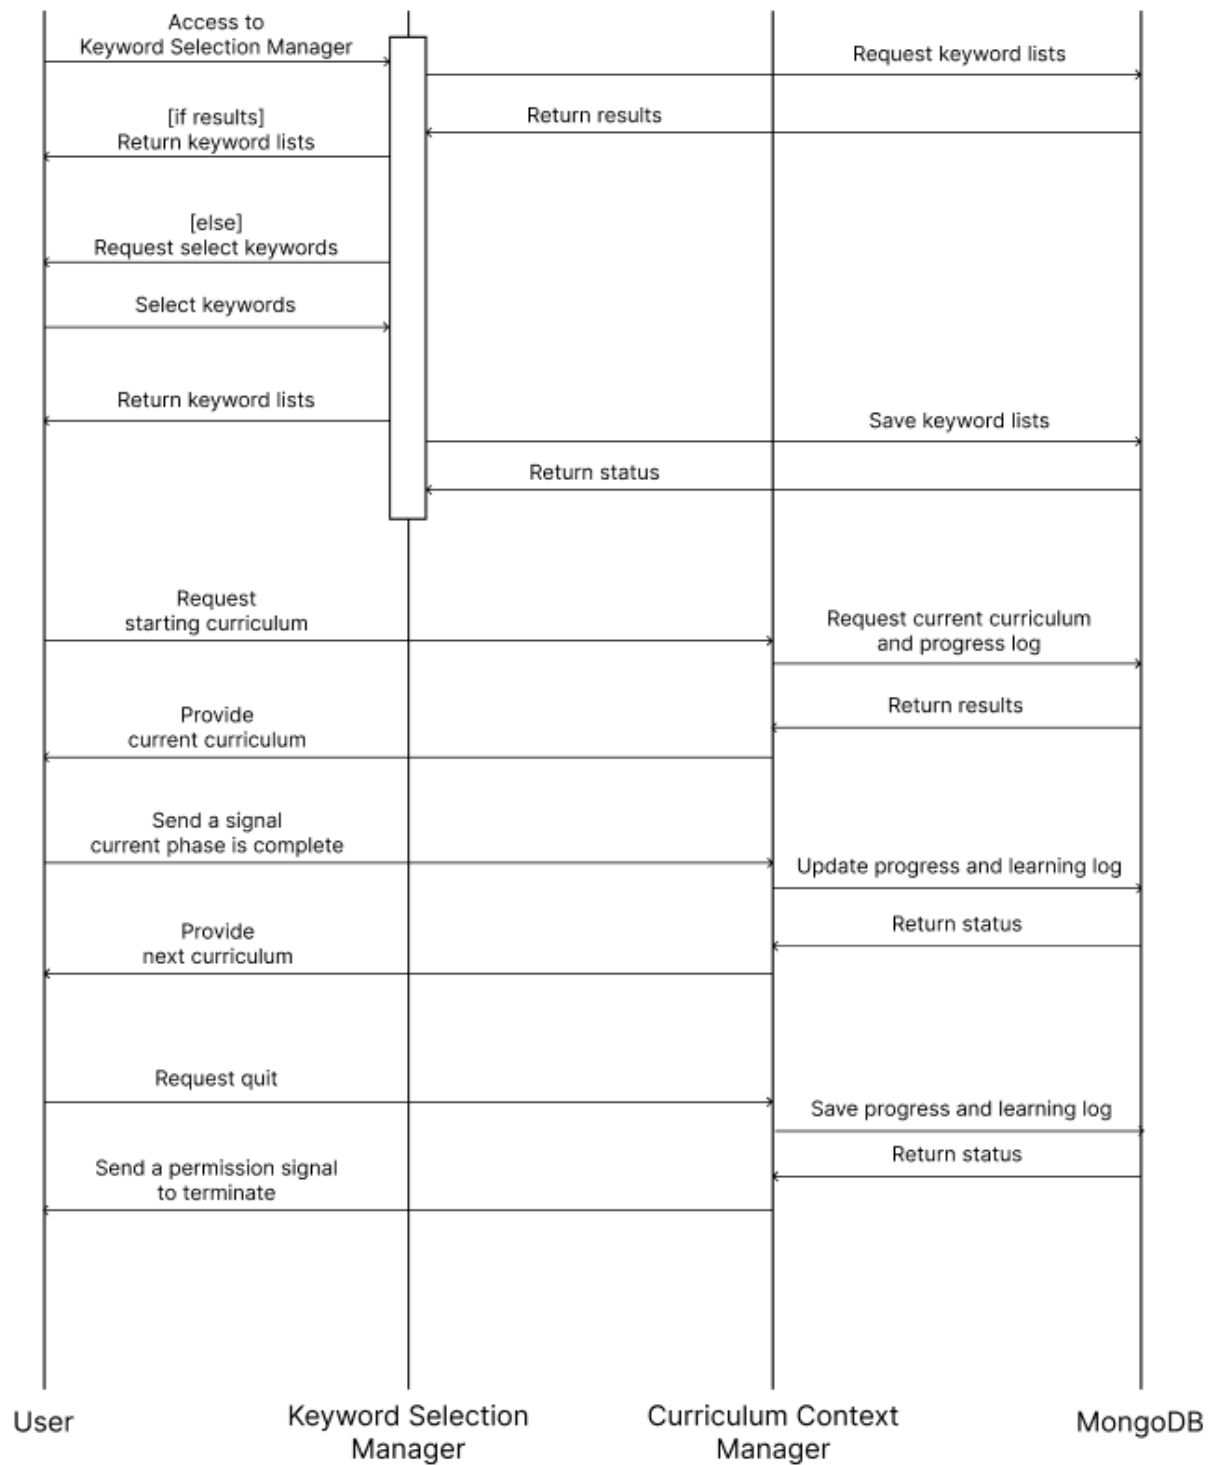 Access to
Keyword Selection Manager
Request keyword lists
Return results
[if results]
Return keyword lists
[else]
Request select keywords
Select keywords
Return keyword lists
Save keyword lists
Return status
Request
starting curriculum
Request current curriculum
and progress log
Return results
Provide
current curriculum
Send a signal
current phase is complete
Update progress and learning log
Return status
Provide
next curriculum
Request quit
Save progress and learning log
Return status
Send a permission signal
to terminate
User
Keyword Selection
Manager
Curriculum Context
Manager
MongoDB